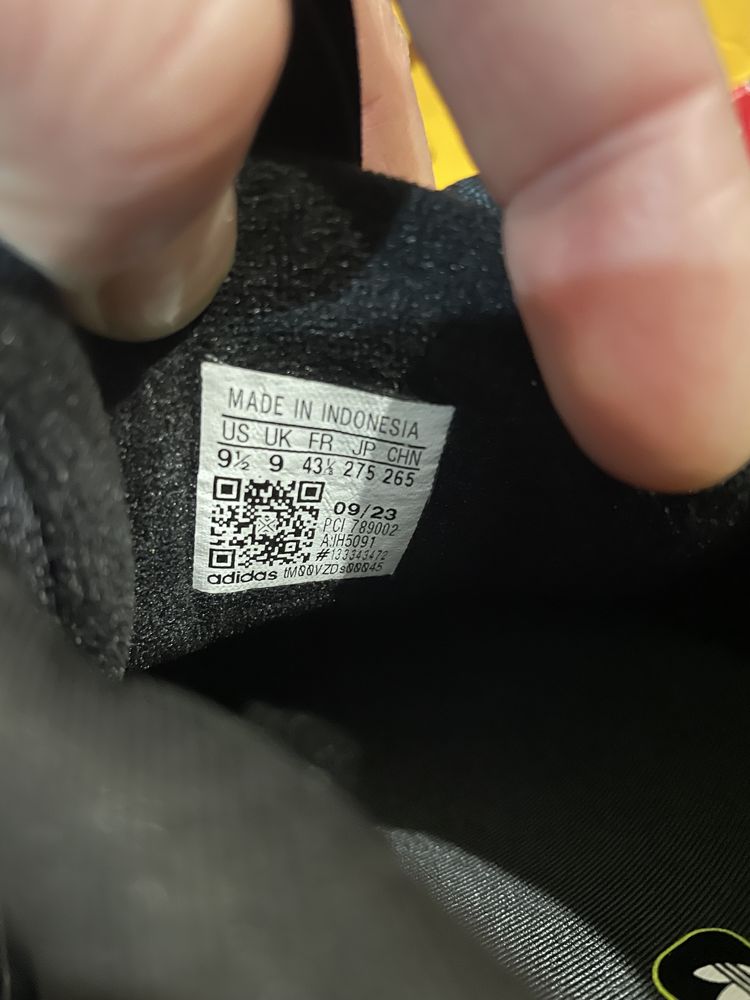 MADE IN INDONESIA
US UK FR JP CHN
9½ 9 43⅓ 275 265
09/23
PCI 789002
A:IH5091
#133343472
adidas tM00VZDs00045